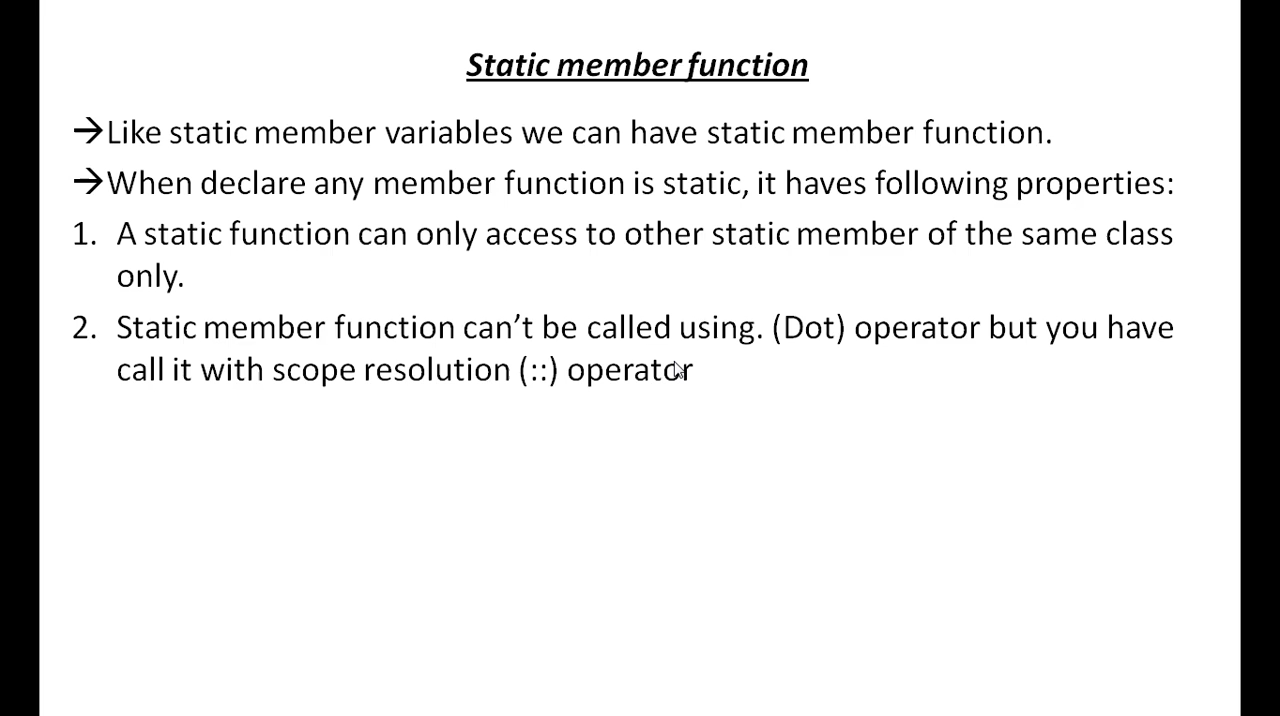 Static member function
→Like static member variables we can have static member function.
→When declare any member function is static, it haves following properties:
1. A static function can only access to other static member of the same class
only.
2. Static member function can’t be called using. (Dot) operator but you have
call it with scope resolution (::) operator